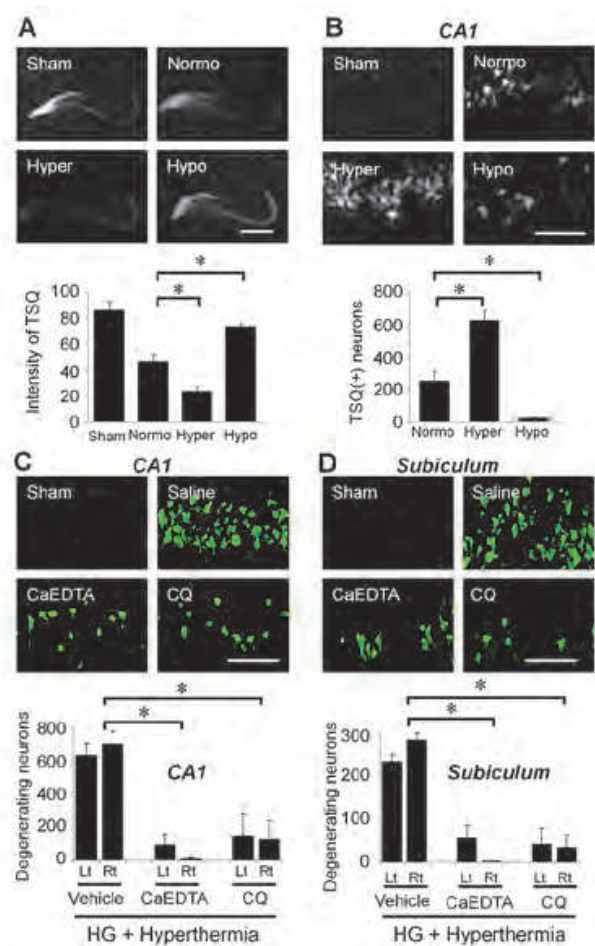 A
B
CA1
Sham
Normo
Sham
Normo
Hyper
Hypo
Hyper
Hypo
*
*
Intensity of TSQ
100
80
60
40
20
0
Sham
Normo
Hyper
Hypo
*
*
TSQ(+) neurons
800
600
400
200
0
Normo
Hyper
Hypo
C
CA1
D
Subiculum
Sham
Saline
Sham
Saline
CaEDTA
CQ
CaEDTA
CQ
*
*
Degenerating neurons
800
600
400
200
0
CA1
Lt Rt Lt Rt Lt Rt
Vehicle CaEDTA CQ
HG + Hyperthermia
*
*
Degenerating neurons
300
200
100
0
Subiculum
Lt Rt Lt Rt Lt Rt
Vehicle CaEDTA CQ
HG + Hyperthermia